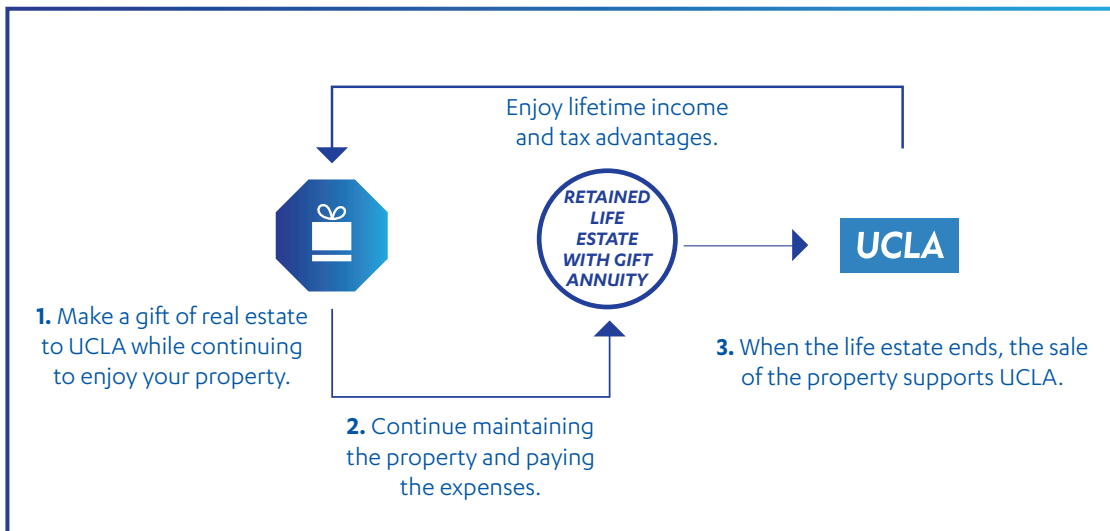 Enjoy lifetime income
and tax advantages.
RETAINED
LIFE
ESTATE
WITH GIFT
ANNUITY
UCLA
1. Make a gift of real estate
to UCLA while continuing
to enjoy your property.
2. Continue maintaining
the property and paying
the expenses.
3. When the life estate ends, the sale
of the property supports UCLA.